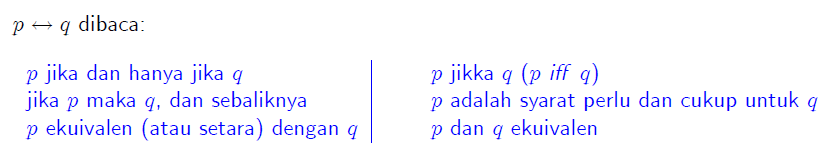 p ↔ q dibaca:
p jika dan hanya jika q
jika p maka q, dan sebaliknya
p ekuivalen (atau setara) dengan q
p jikka q (p iff q)
p adalah syarat perlu dan cukup untuk q
p dan q ekuivalen